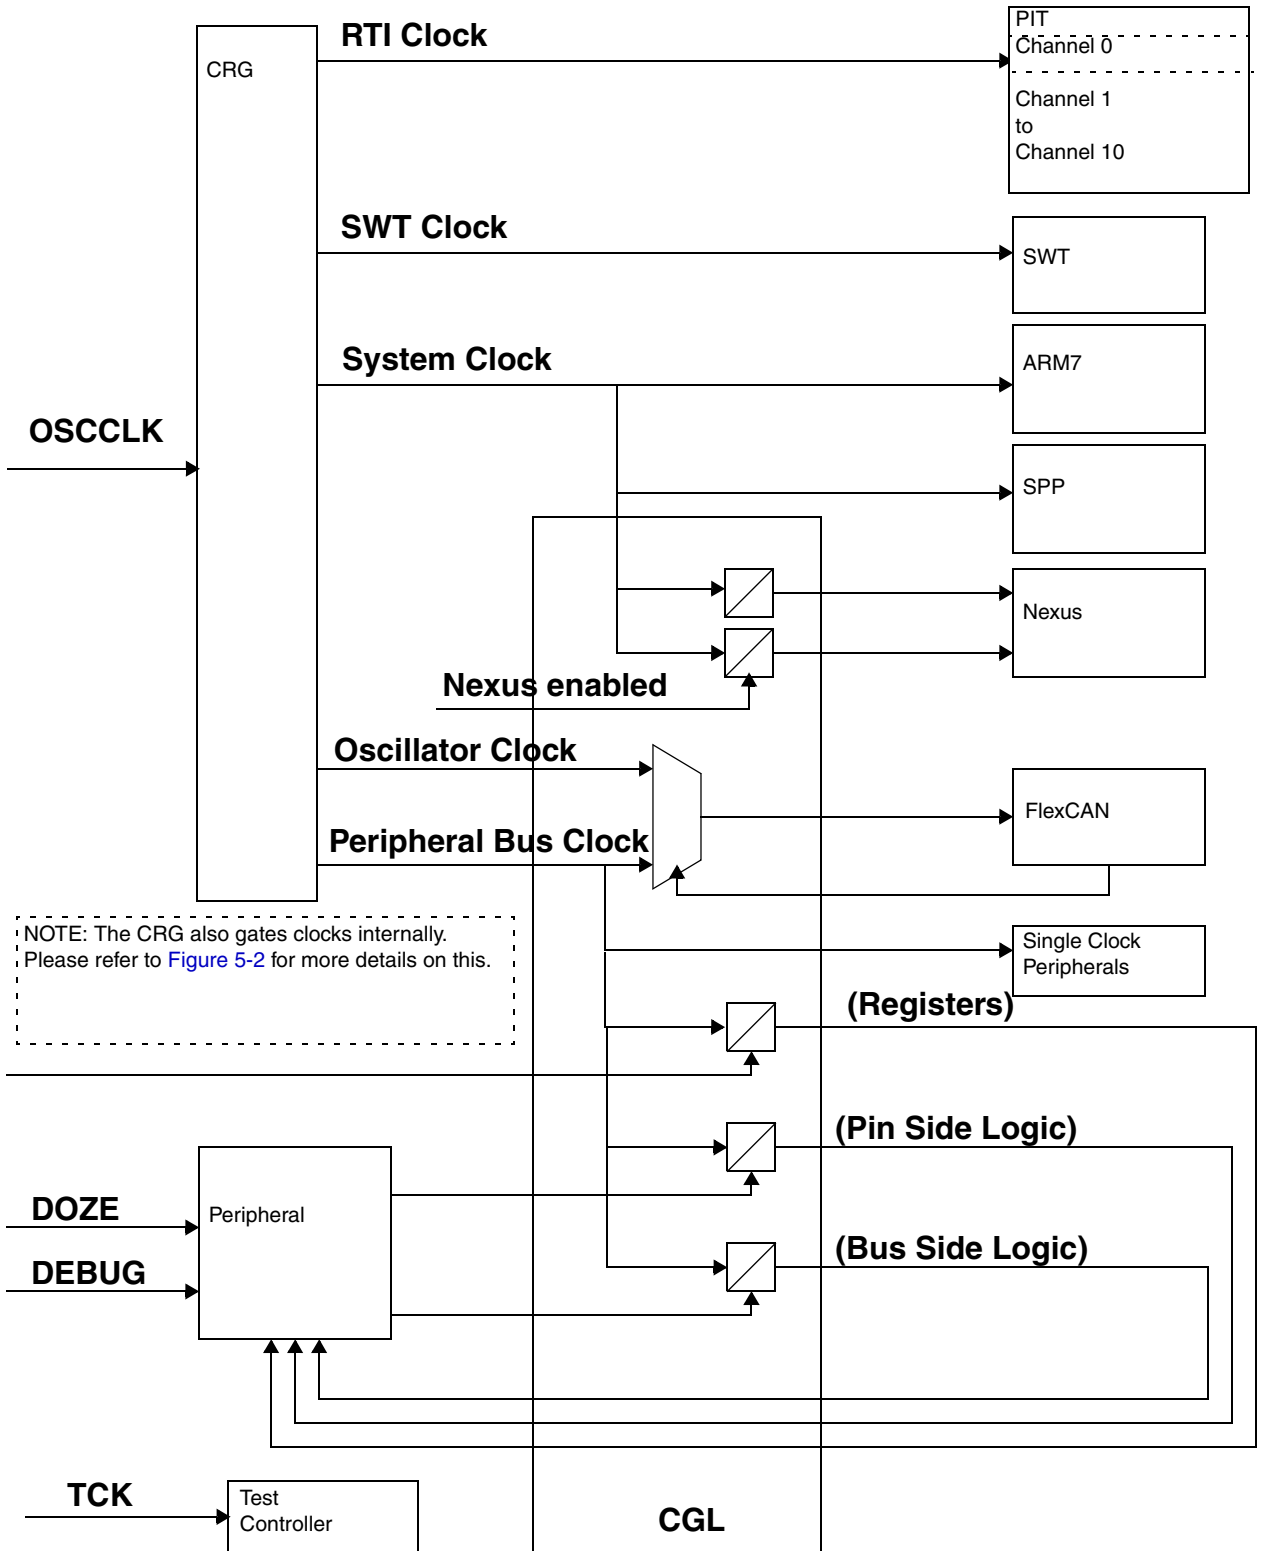 RTI Clock
PIT
Channel 0
CRG
Channel 1
to
Channel 10
SWT Clock
SWT
System Clock
ARM7
OSCCLK
SPP
Nexus
Nexus enabled
Oscillator Clock
FlexCAN
Peripheral Bus Clock
NOTE: The CRG also gates clocks internally.
Please refer to Figure 5-2 for more details on this.
Single Clock
Peripherals
(Registers)
(Pin Side Logic)
DOZE
Peripheral
(Bus Side Logic)
DEBUG
TCK
Test
Controller
CGL